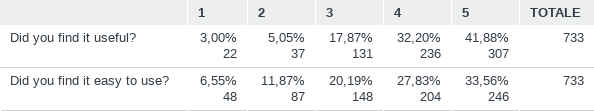 1 2 3 4 5 TOTALE
Did you find it useful? 3,00% 5,05% 17,87% 32,20% 41,88% 733
22 37 131 236 307
Did you find it easy to use? 6,55% 11,87% 20,19% 27,83% 33,56% 733
48 87 148 204 246